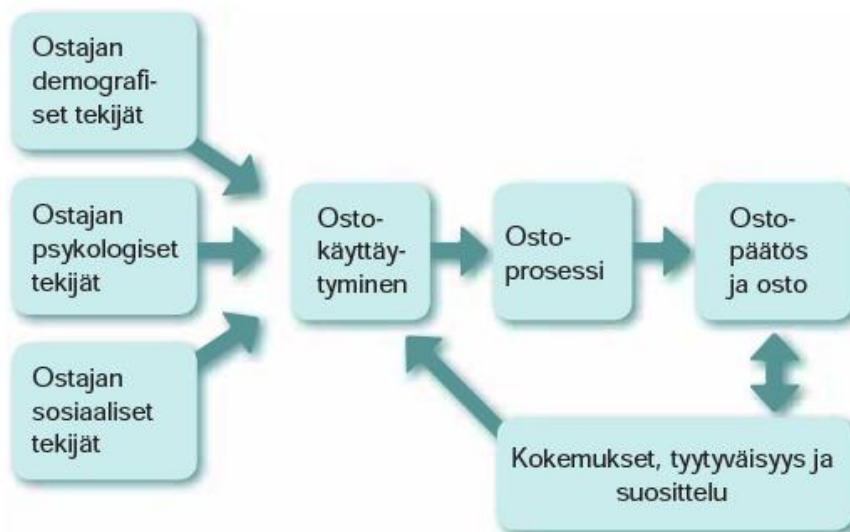 Ostajan
demografi-
set tekijät
Ostajan
psykologiset
tekijät
Ostajan
sosiaaliset
tekijät
Osto-
käyttäy-
tyminen
Osto-
prosessi
Osto-
päätös
ja osto
Kokemukset, tyytyväisyys ja
suosittelu